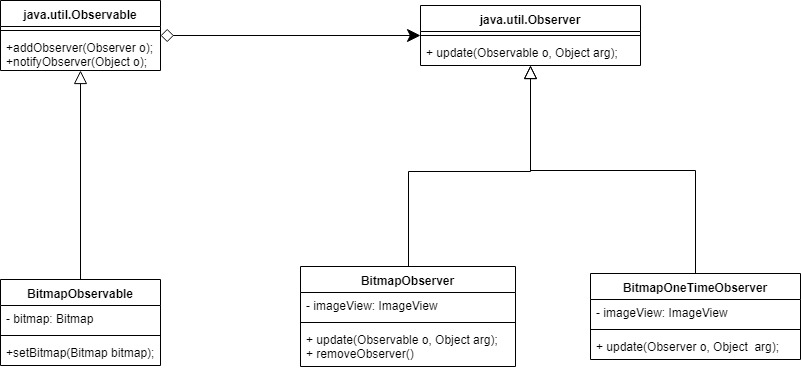 java.util.Observable
+addObserver(Observer o);
+notifyObserver(Object o);
java.util.Observer
+ update(Observable o, Object arg);
BitmapObservable
- bitmap: Bitmap
+setBitmap(Bitmap bitmap);
BitmapObserver
- imageView: ImageView
+ update(Observable o, Object arg);
+ removeObserver()
BitmapOneTimeObserver
- imageView: ImageView
+ update(Observer o, Object  arg);